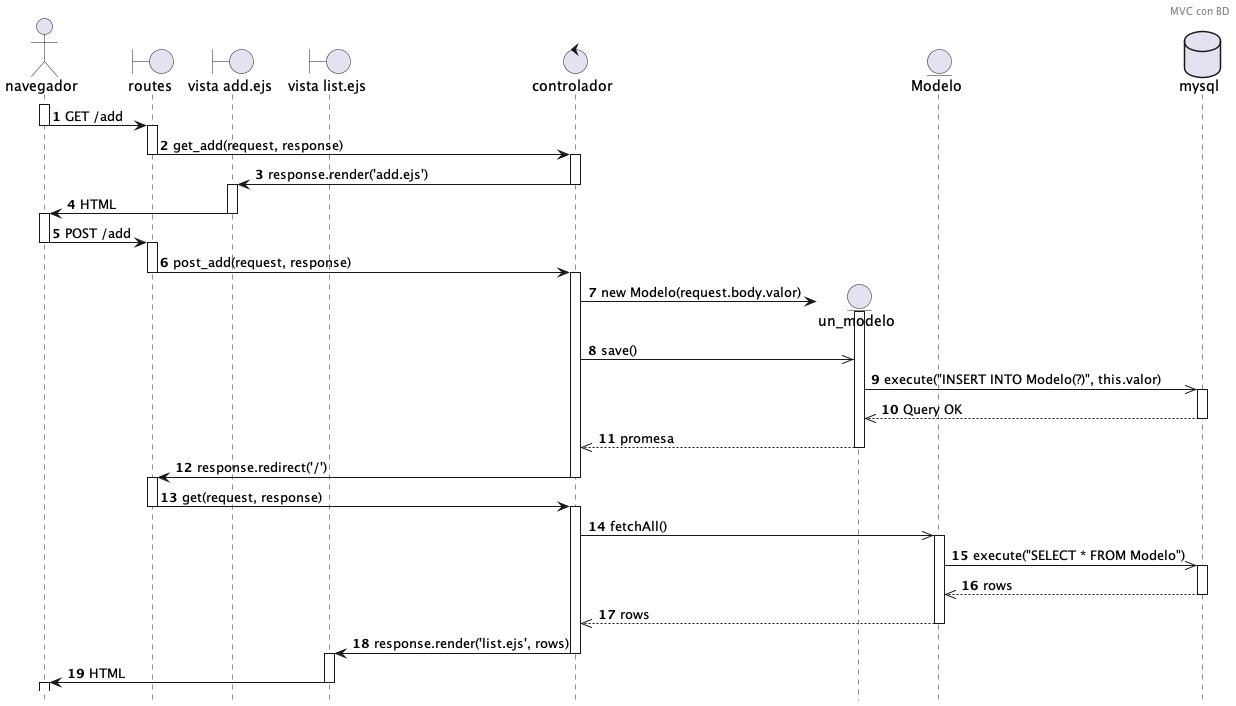 MVC con BD
navegador
routes
vista add.ejs
vista list.ejs
controlador
Modelo
mysql
1 GET /add
2 get_add(request, response)
3 response.render('add.ejs')
4 HTML
5 POST /add
6 post_add(request, response)
7 new Modelo(request.body.valor)
un_modelo
8 save()
9 execute("INSERT INTO Modelo(?)", this.valor)
10 Query OK
11 promesa
12 response.redirect('/')
13 get(request, response)
14 fetchAll()
15 execute("SELECT * FROM Modelo")
16 rows
17 rows
18 response.render('list.ejs', rows)
19 HTML